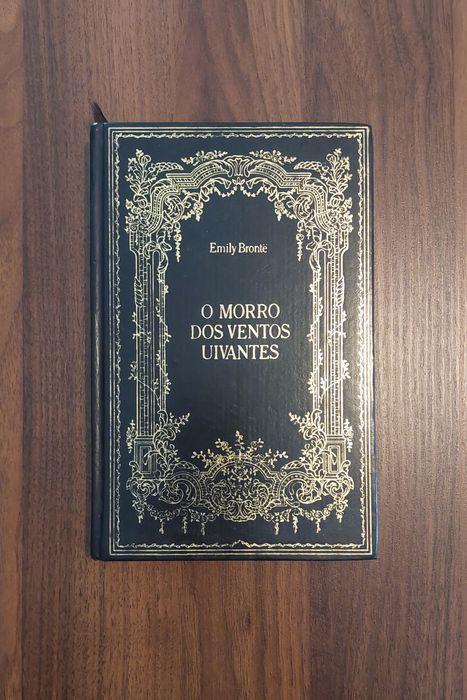 Emily Brontë
O MORRO
DOS VENTOS
UIVANTES